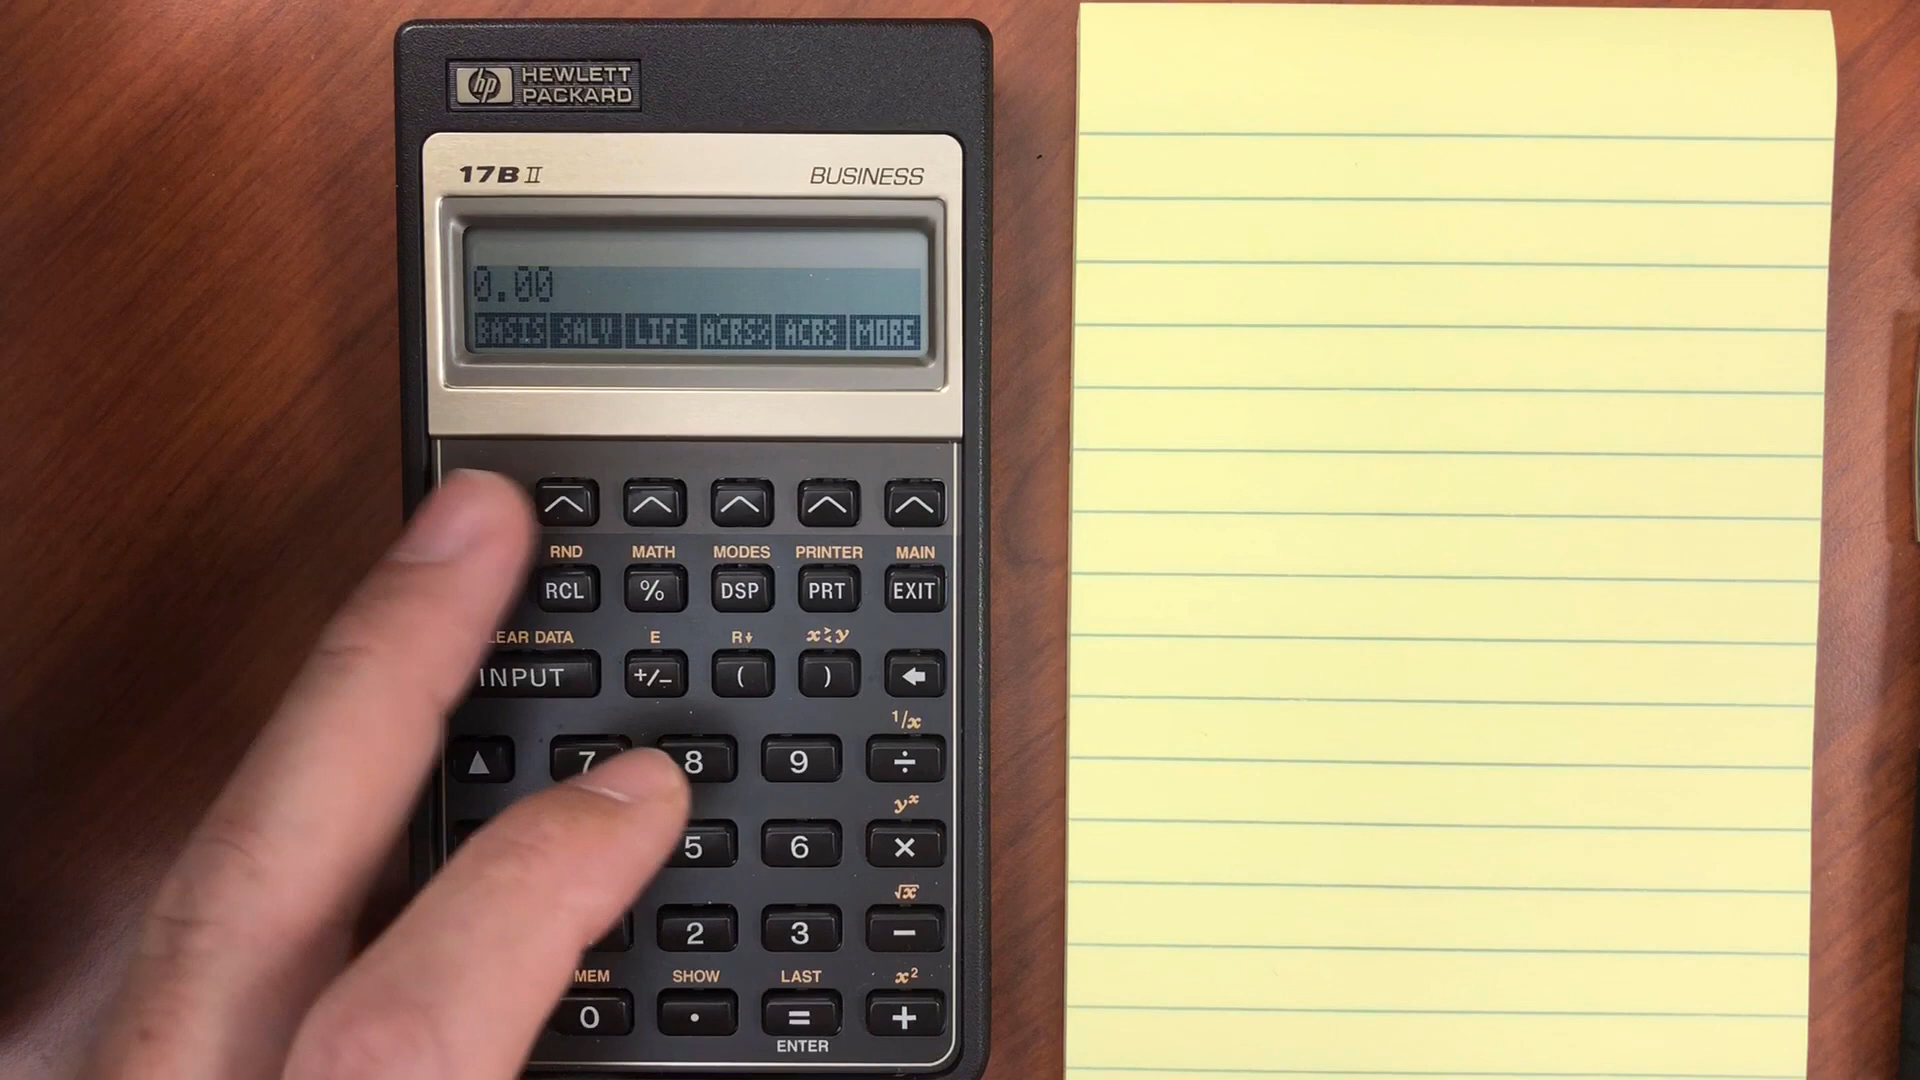 hp HEWLETT
PACKARD
17B II BUSINESS
0.00
BASIS SALV LIFE ACRS% ACRS MORE
RND MATH MODES PRINTER MAIN
RCL % DSP PRT EXIT
LEAR DATA E R↓ x≷y
INPUT +/− ( ) ←
1/x
▲ 7 8 9 ÷
yˣ
5 6 ×
√x
2 3 −
MEM SHOW LAST x²
0 . = +
ENTER